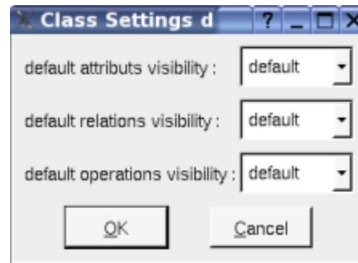 Class Settings d
default attributs visibility : default
default relations visibility : default
default operations visibility : default
OK Cancel